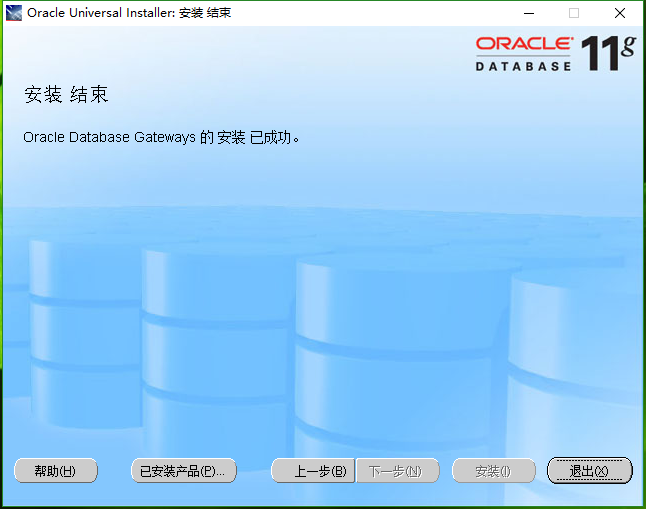 Oracle Universal Installer: 安装 结束
ORACLE
DATABASE 11g
安装 结束
Oracle Database Gateways 的 安装 已成功。
帮助(H) 已安装产品(P)... 上一步(B) 下一步(N) 安装(I) 退出(X)